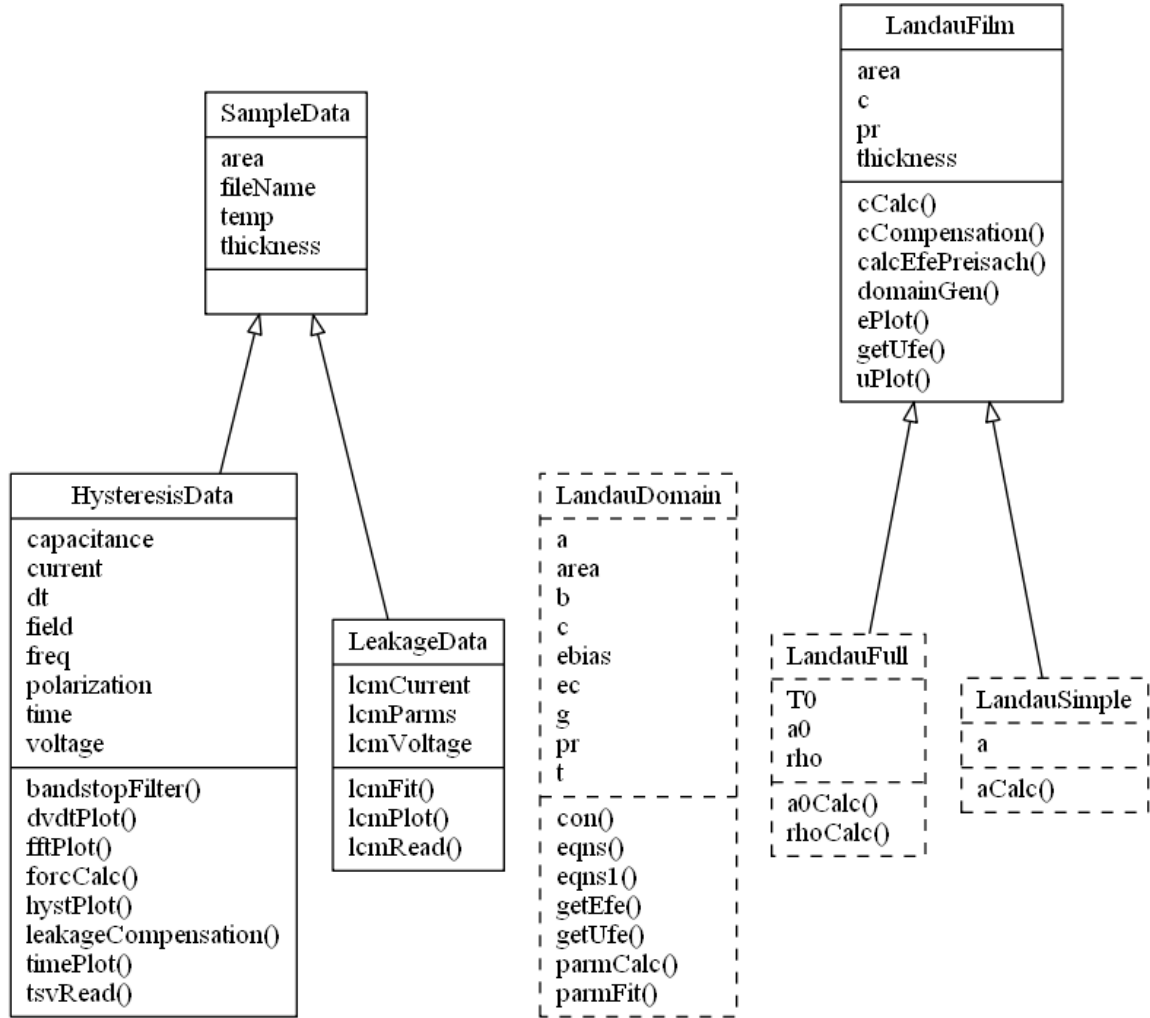 LandauFilm
area
c
pr
thickness
cCalc()
cCompensation()
calcEfePreisach()
domainGen()
ePlot()
getUfe()
uPlot()
SampleData
area
fileName
temp
thickness
HysteresisData
capacitance
current
dt
field
freq
polarization
time
voltage
bandstopFilter()
dvdtPlot()
fftPlot()
forcCalc()
hystPlot()
leakageCompensation()
timePlot()
tsvRead()
LeakageData
lcmCurrent
lcmParms
lcmVoltage
lcmFit()
lcmPlot()
lcmRead()
LandauDomain
a
area
b
c
ebias
ec
g
pr
t
con()
eqns()
eqns1()
getEfe()
getUfe()
parmCalc()
parmFit()
LandauFull
T0
a0
rho
a0Calc()
rhoCalc()
LandauSimple
a
aCalc()